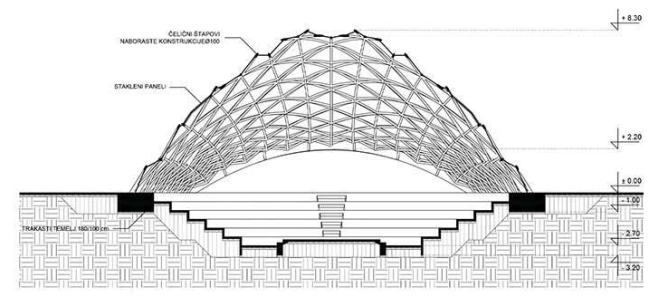 + 8.30
ČELIČNI ŠTAPOVI
NABORASTE KONSTRUKCIJEØ100
STAKLENI PANELI
+ 2.20
± 0.00
- 1.00
TRAKASTI TEMELJ 180/100 cm
- 2.70
- 3.20